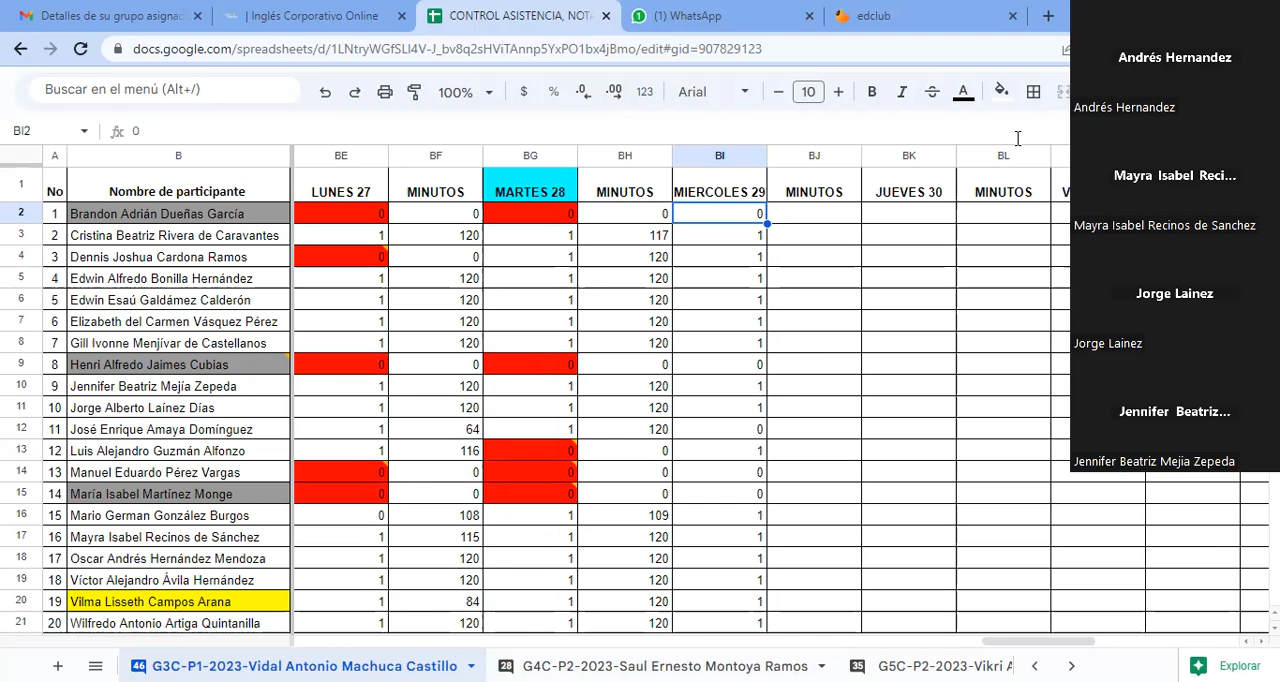 Detalles de su grupo asignad
| Inglés Corporativo Online
CONTROL ASISTENCIA, NOTA
(1) WhatsApp
edclub
docs.google.com/spreadsheets/d/1LNtryWGfSLl4V-J_bv8q2sHViTAnnp5YxPO1bx4jBmo/edit#gid=907829123
Buscar en el menú (Alt+/)
100% $ % .0 .00 123 Arial 10 B I S A
BI2 fx 0
A B BE BF BG BH BI BJ BK BL
1 No Nombre de participante LUNES 27 MINUTOS MARTES 28 MINUTOS MIERCOLES 29 MINUTOS JUEVES 30 MINUTOS V
2 1 Brandon Adrián Dueñas García 0 0 0 0 0
3 2 Cristina Beatriz Rivera de Caravantes 1 120 1 117 1
4 3 Dennis Joshua Cardona Ramos 0 0 1 120 1
5 4 Edwin Alfredo Bonilla Hernández 1 120 1 120 1
6 5 Edwin Esaú Galdámez Calderón 1 120 1 120 1
7 6 Elizabeth del Carmen Vásquez Pérez 1 120 1 120 1
8 7 Gill Ivonne Menjívar de Castellanos 1 120 1 120 1
9 8 Henri Alfredo Jaimes Cubias 0 0 0 0 0
10 9 Jennifer Beatriz Mejía Zepeda 1 120 1 120 1
11 10 Jorge Alberto Laínez Días 1 120 1 120 1
12 11 José Enrique Amaya Domínguez 1 64 1 120 0
13 12 Luis Alejandro Guzmán Alfonzo 1 116 0 0 0
14 13 Manuel Eduardo Pérez Vargas 0 0 0 0 0
15 14 María Isabel Martínez Monge 0 0 0 0 0
16 15 Mario German González Burgos 0 108 1 109 1
17 16 Mayra Isabel Recinos de Sánchez 1 115 1 120 1
18 17 Oscar Andrés Hernández Mendoza 1 120 1 120 1
19 18 Víctor Alejandro Ávila Hernández 1 120 1 120 1
20 19 Vilma Lisseth Campos Arana 1 84 1 120 1
21 20 Wilfredo Antonio Artiga Quintanilla 1 120 1 120 1
46 G3C-P1-2023-Vidal Antonio Machuca Castillo
28 G4C-P2-2023-Saul Ernesto Montoya Ramos
35 G5C-P2-2023-Vikri A
Explorar
Andrés Hernandez
Andrés Hernandez
Mayra Isabel Reci...
Mayra Isabel Recinos de Sanchez
Jorge Lainez
Jorge Lainez
Jennifer Beatriz...
Jennifer Beatriz Mejia Zepeda